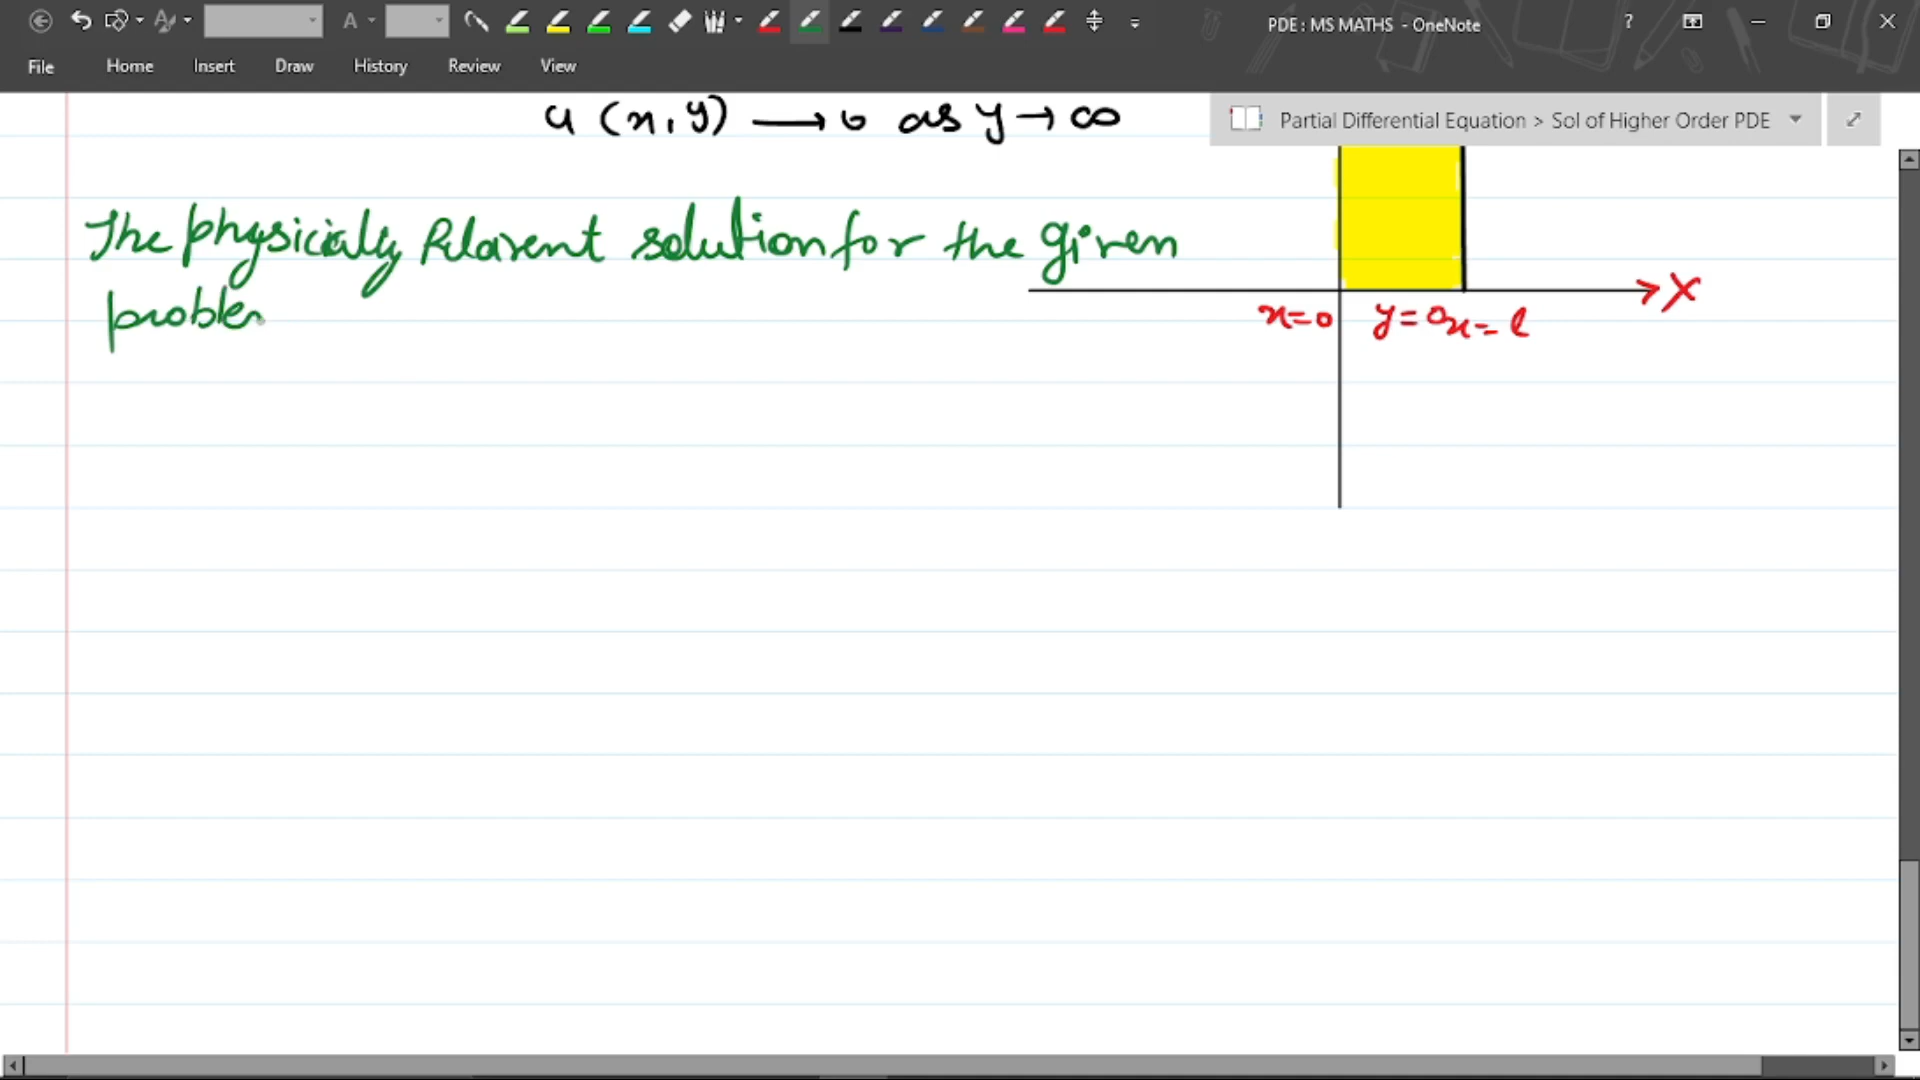 PDE : MS MATHS - OneNote
?
A
File Home Insert Draw History Review View
u (x, y) → 0 as y → ∞
Partial Differential Equation > Sol of Higher Order PDE
The physicially Relavent solution for the given
problem
x=0 y=0 x=l
X